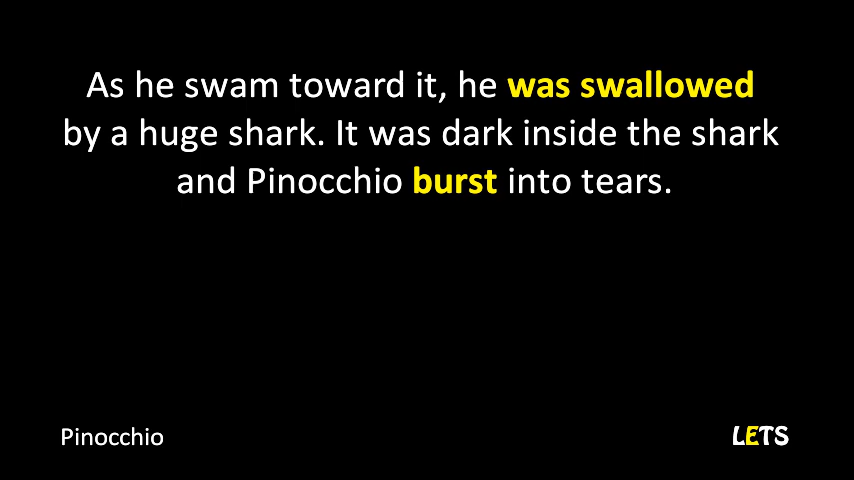 As he swam toward it, he was swallowed
by a huge shark. It was dark inside the shark
and Pinocchio burst into tears.
Pinocchio
LETS